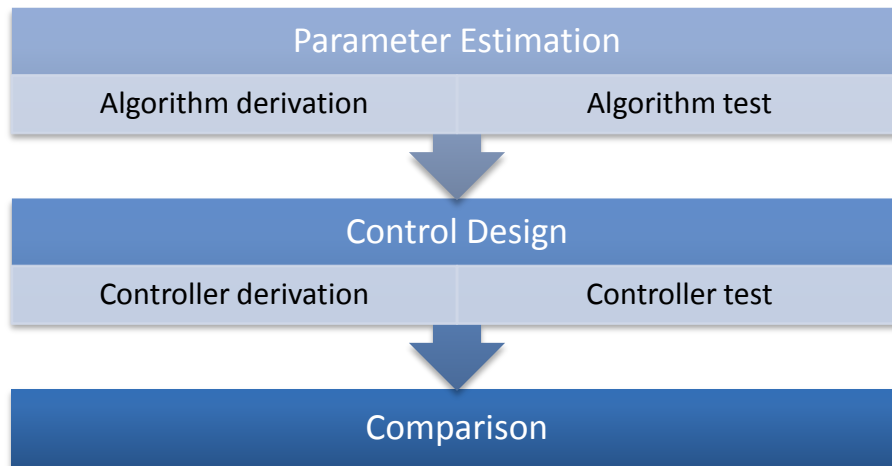 Parameter Estimation
Algorithm derivation
Algorithm test
Control Design
Controller derivation
Controller test
Comparison